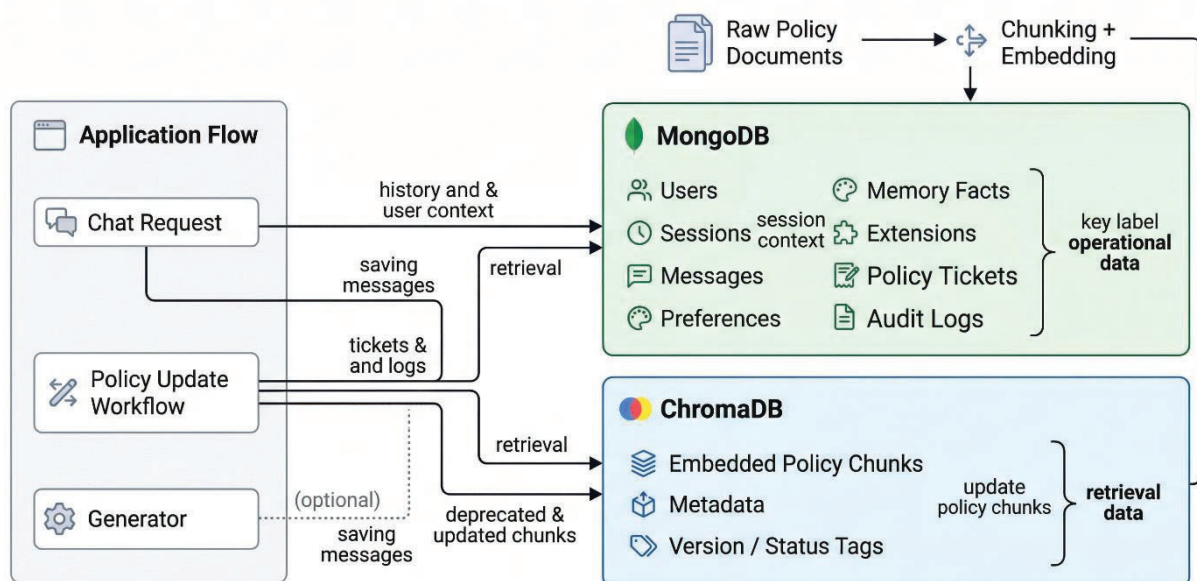 Raw Policy
Documents
Chunking +
Embedding
Application Flow
Chat Request
Policy Update
Workflow
Generator
history and &
user context
saving
messages
retrieval
tickets &
and logs
retrieval
(optional)
saving
messages
deprecated &
updated chunks
MongoDB
Users
Sessions
Messages
Preferences
session
context
Memory Facts
Extensions
Policy Tickets
Audit Logs
key label
operational
data
ChromaDB
Embedded Policy Chunks
Metadata
Version / Status Tags
update
policy chunks
retrieval
data